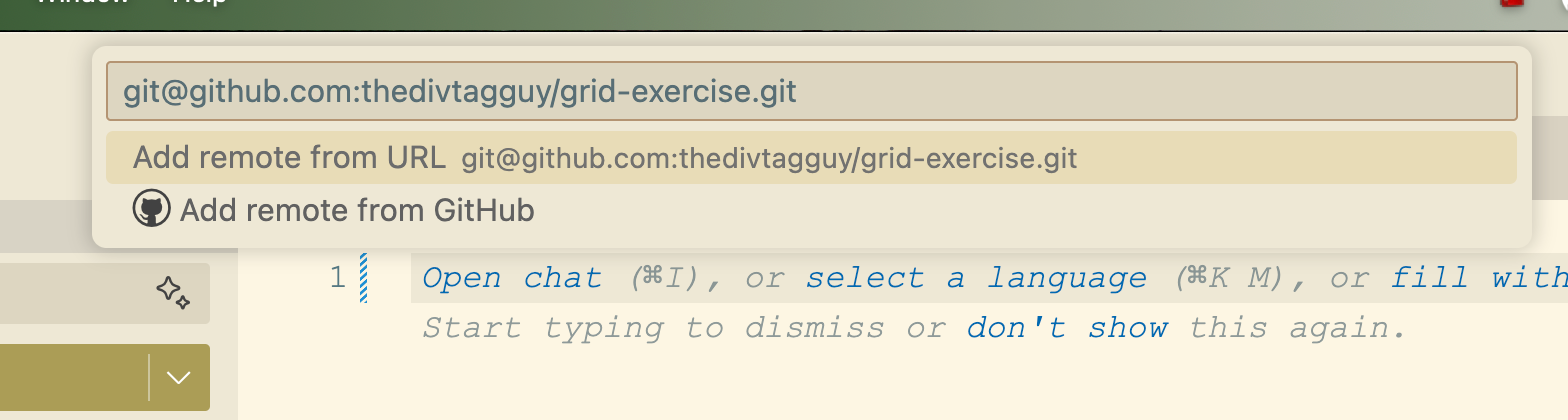 Window Help
git@github.com:thedivtagguy/grid-exercise.git
Add remote from URL git@github.com:thedivtagguy/grid-exercise.git
Add remote from GitHub
1 Open chat (⌘I), or select a language (⌘K M), or fill with
Start typing to dismiss or don't show this again.